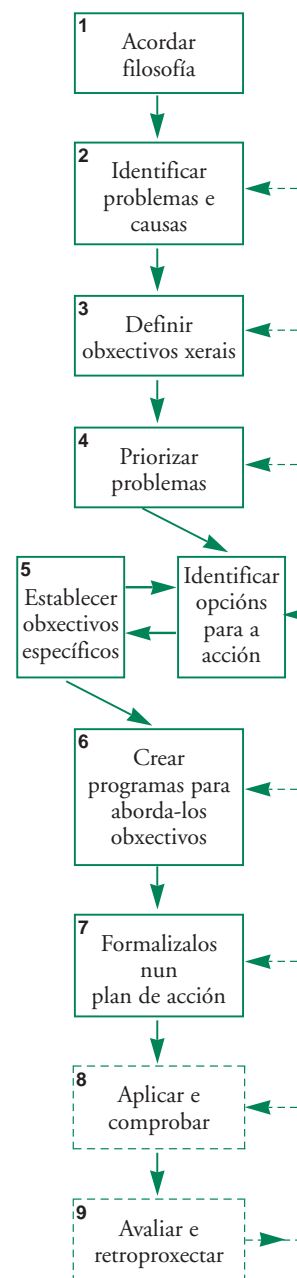 1
Acordar
filosofía
2
Identificar
problemas e
causas
3
Definir
obxectivos xerais
4
Priorizar
problemas
5
Establecer
obxectivos
específicos
Identificar
opcións
para a
acción
6
Crear
programas para
aborda-los
obxectivos
7
Formalizalos
nun
plan de acción
8
Aplicar e
comprobar
9
Avaliar e
retroproxectar